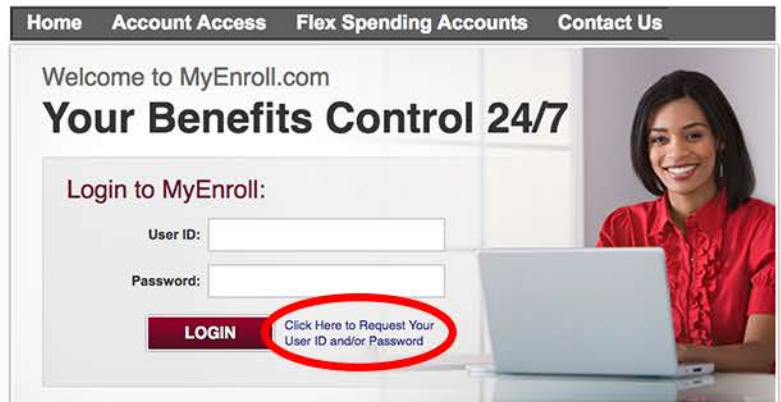 Home Account Access Flex Spending Accounts Contact Us
Welcome to MyEnroll.com
Your Benefits Control 24/7
Login to MyEnroll:
User ID:
Password:
LOGIN
Click Here to Request Your
User ID and/or Password